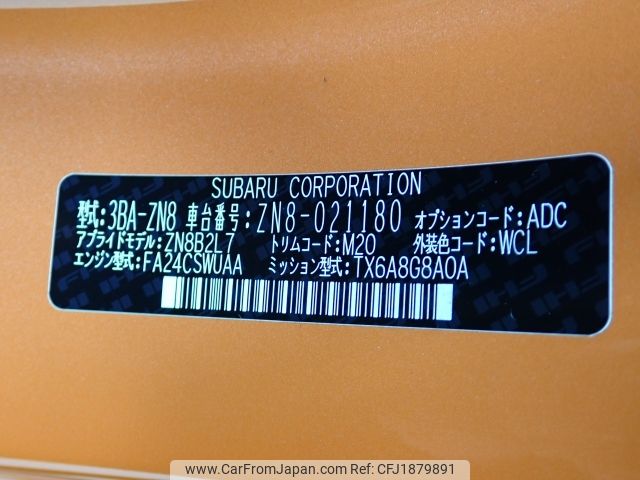 SUBARU CORPORATION
型式:3BA-ZN8 車台番号:ZN8-021180 オプションコード:ADC
アプライドモデル:ZN8B2L7 トリムコード:M20 外装色コード:WCL
エンジン型式:FA24CSWUAA ミッション型式:TX6A8G8A0A
www.CarFromJapan.com - Stock ID: CFJ1879891